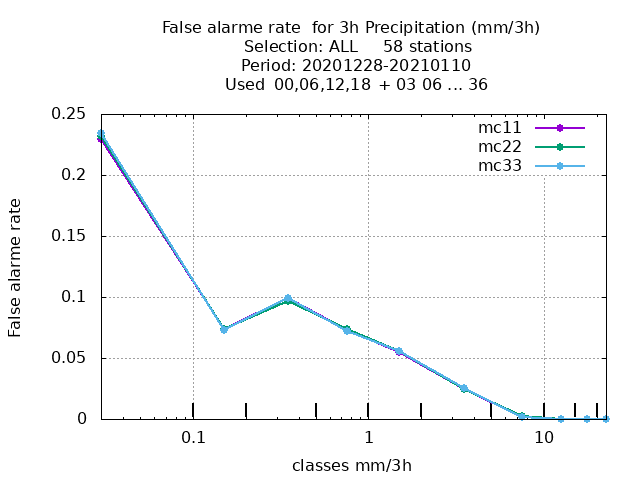 False alarme rate  for 3h Precipitation (mm/3h)
Selection: ALL     58 stations
Period: 20201228-20210110
Used  00,06,12,18  + 03 06 ... 36
mc11
mc22
mc33
0.25
0.2
0.15
0.1
0.05
0
False alarme rate
0.1
1
10
classes mm/3h